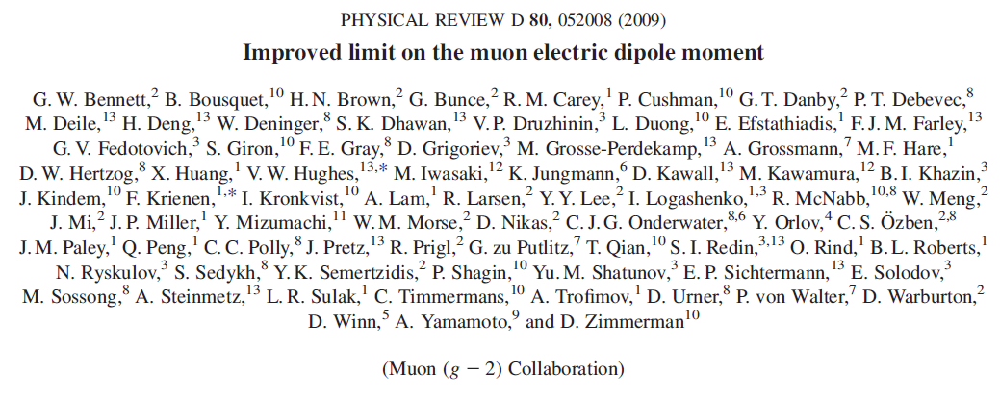 PHYSICAL REVIEW D 80, 052008 (2009)
Improved limit on the muon electric dipole moment
G. W. Bennett,2 B. Bousquet,10 H. N. Brown,2 G. Bunce,2 R. M. Carey,1 P. Cushman,10 G. T. Danby,2 P. T. Debevec,8
M. Deile,13 H. Deng,13 W. Deninger,8 S. K. Dhawan,13 V. P. Druzhinin,3 L. Duong,10 E. Efstathiadis,1 F. J. M. Farley,13
G. V. Fedotovich,3 S. Giron,10 F. E. Gray,8 D. Grigoriev,3 M. Grosse-Perdekamp,13 A. Grossmann,7 M. F. Hare,1
D. W. Hertzog,8 X. Huang,1 V. W. Hughes,13,* M. Iwasaki,12 K. Jungmann,6 D. Kawall,13 M. Kawamura,12 B. I. Khazin,3
J. Kindem,10 F. Krienen,1,* I. Kronkvist,10 A. Lam,1 R. Larsen,2 Y. Y. Lee,2 I. Logashenko,1,3 R. McNabb,10,8 W. Meng,2
J. Mi,2 J. P. Miller,1 Y. Mizumachi,11 W. M. Morse,2 D. Nikas,2 C. J. G. Onderwater,8,6 Y. Orlov,4 C. S. Özben,2,8
J. M. Paley,1 Q. Peng,1 C. C. Polly,8 J. Pretz,13 R. Prigl,2 G. zu Putlitz,7 T. Qian,10 S. I. Redin,3,13 O. Rind,1 B. L. Roberts,1
N. Ryskulov,3 S. Sedykh,8 Y. K. Semertzidis,2 P. Shagin,10 Yu. M. Shatunov,3 E. P. Sichtermann,13 E. Solodov,3
M. Sossong,8 A. Steinmetz,13 L. R. Sulak,1 C. Timmermans,10 A. Trofimov,1 D. Urner,8 P. von Walter,7 D. Warburton,2
D. Winn,5 A. Yamamoto,9 and D. Zimmerman10
(Muon (g − 2) Collaboration)